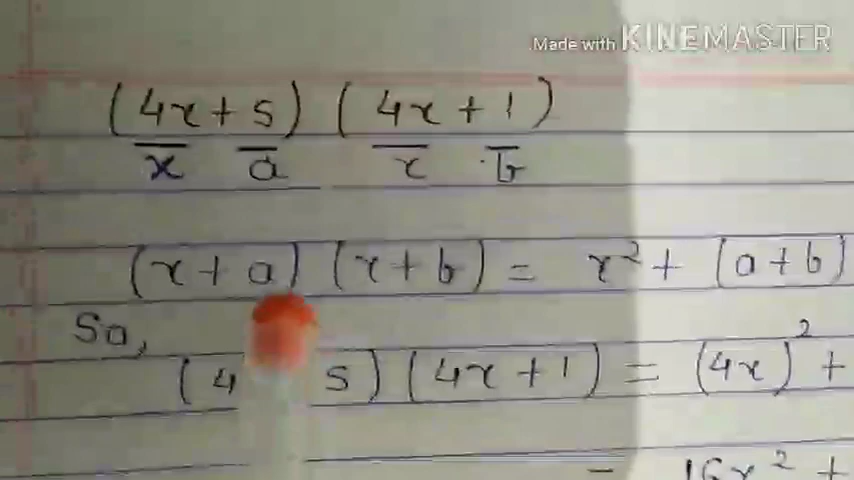 Made with KINEMASTER
(4x + 5) (4x + 1)
x a x b
(x + a) (x + b) = x² + (a + b)
So,
(4 5) (4x + 1) = (4x)² +
= 16x² +